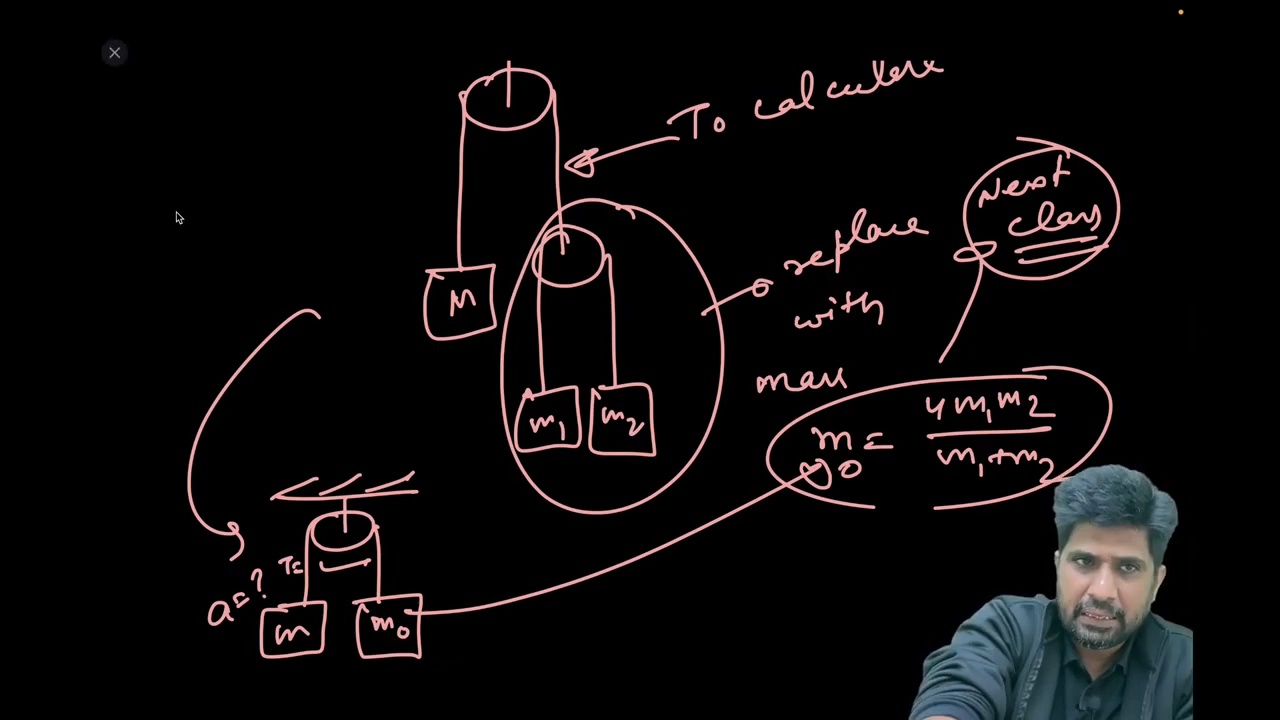 To calculate
Next
class
replace
with
mass
M
m1 m2
m0 = 4m1m2
m1+m2
T=
a=?
m m0